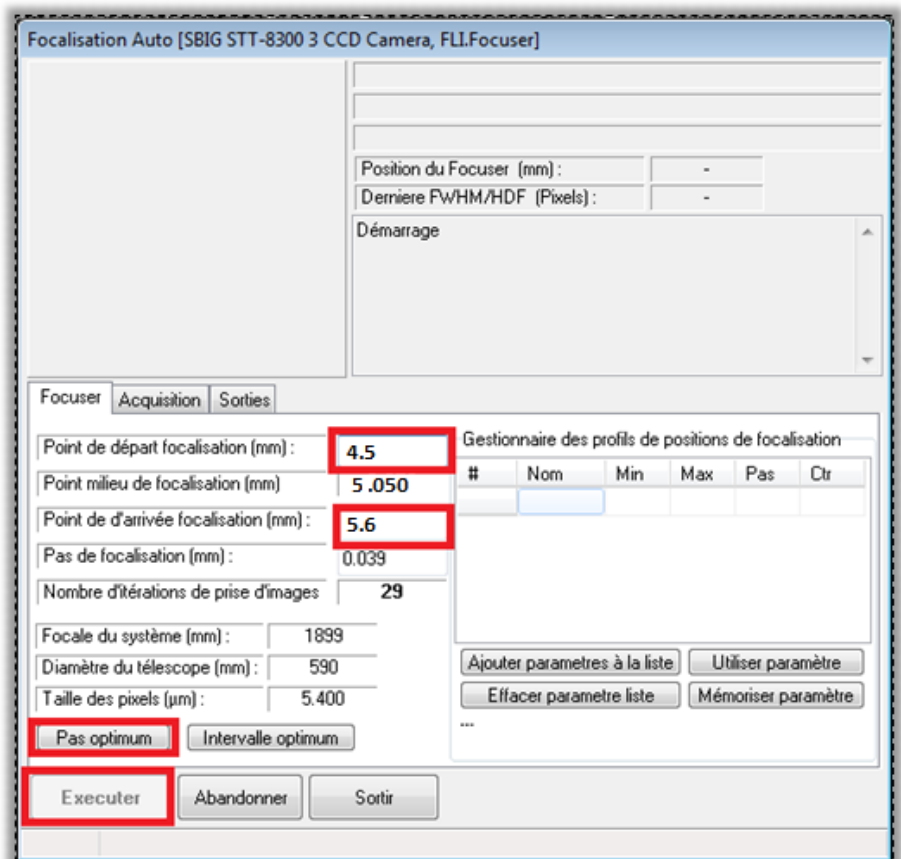 Focalisation Auto [SBIG STT-8300 3 CCD Camera, FLI.Focuser]
Position du Focuser (mm) : -
Derniere FWHM/HDF (Pixels) : -
Démarrage
Focuser Acquisition Sorties
Point de départ focalisation (mm) : 4.5
Point milieu de focalisation (mm) 5 .050
Point de d'arrivée focalisation (mm) : 5.6
Pas de focalisation (mm) : 0.039
Nombre d'itérations de prise d'images 29
Focale du système (mm) : 1899
Diamètre du télescope (mm) : 590
Taille des pixels (µm) : 5.400
Pas optimum Intervalle optimum
Gestionnaire des profils de positions de focalisation
# Nom Min Max Pas Ctr
Ajouter parametres à la liste Utiliser paramètre
Effacer parametre liste Mémoriser paramètre
...
Executer Abandonner Sortir